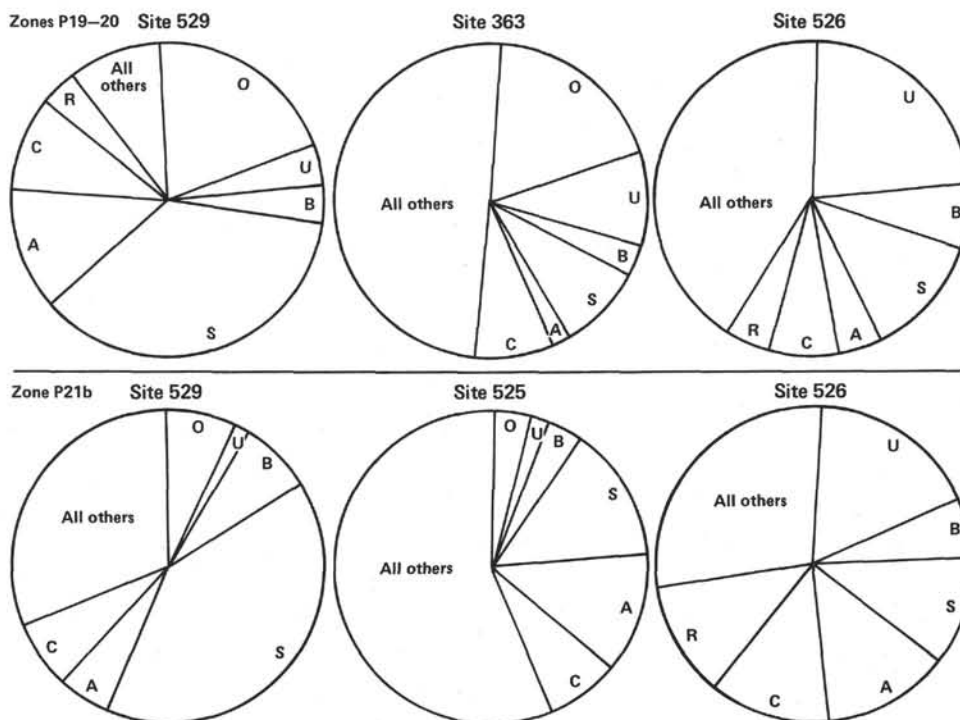 Zones P19–20 Site 529 Site 363 Site 526
All others
O
U
B
S
A
C
R
All others
O
U
B
S
A
C
All others
U
B
S
A
C
R
Zone P21b Site 529 Site 525 Site 526
All others
O
U
B
S
A
C
All others
O
U
B
S
A
C
All others
U
B
S
A
C
R